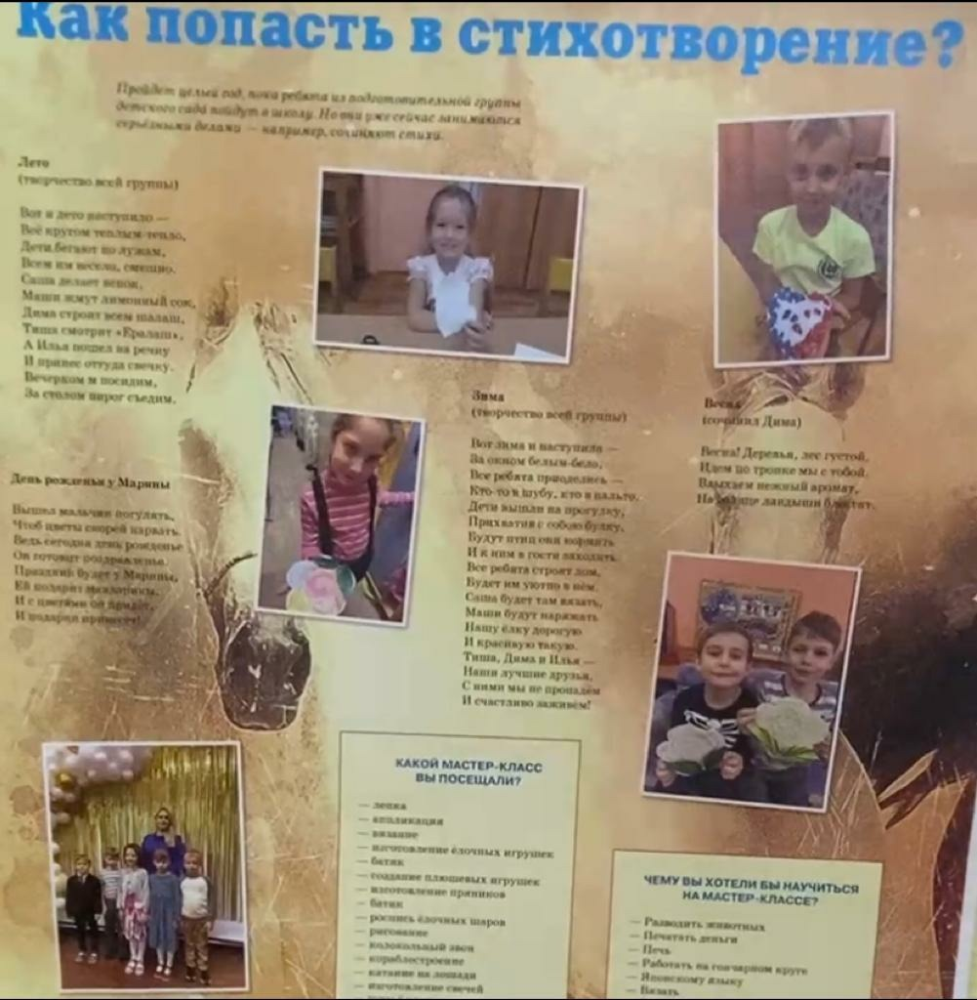 Как попасть в стихотворение?
Пройдет целый год, пока ребята из подготовительной группы
детского сада пойдут в школу. Но они уже сейчас занимаются
серьёзными делами — например, сочиняют стихи.
Лето
(творчество всей группы)
Вот и лето наступило —
Всё кругом теплым-тепло,
Дети бегают по лужам,
Всем им весело, смешно.
Саша делает венок,
Маши жмут лимонный сок,
Дима строит всем шалаш,
Тиша смотрит «Ералаш»,
А Илья пошел на речку
И принес оттуда свечку.
Вечерком м посидим,
За столом пирог съедим.
День рожденья у Марины
Вышел мальчик погулять,
Чтоб цветы скорей нарвать.
Ведь сегодня день рожденье
Он готовит поздравленье.
Праздник будет у Марины,
Ей подарит мандарины.
И с цветами он придёт,
И подарки принесёт!
Зима
(творчество всей группы)
Вот зима и наступила —
За окном белым-бело,
Все ребята приоделись —
Кто-то в шубу, кто в пальто.
Дети вышли на прогулку,
Прихватив с собою булку,
Будут птиц они кормить
И к ним в гости заходить.
Все ребята строят дом,
Будет им уютно в нём.
Саша будет там вязать,
Маши будут наряжать
Нашу ёлку дорогую
И красивую такую.
Тиша, Дима и Илья —
Наши лучшие друзья,
С ними мы не пропадём
И счастливо заживём!
Весна
(сочинил Дима)
Весна! Деревья, лес густой.
Идем по тропке мы с тобой.
Вдыхаем нежный аромат,
На солнце ландыши блестят.
КАКОЙ МАСТЕР-КЛАСС
ВЫ ПОСЕЩАЛИ?
— лепка
— аппликация
— вязание
— изготовление ёлочных игрушек
— батик
— создание плюшевых игрушек
— изготовление пряников
— батик
— роспись ёлочных шаров
— рисование
— колокольный звон
— кораблестроение
— катание на лошади
— изготовление свечей
ЧЕМУ ВЫ ХОТЕЛИ БЫ НАУЧИТЬСЯ
НА МАСТЕР-КЛАССЕ?
— Разводить животных
— Печатать деньги
— Печь
— Работать на гончарном круге
— Японскому языку
— Вязать